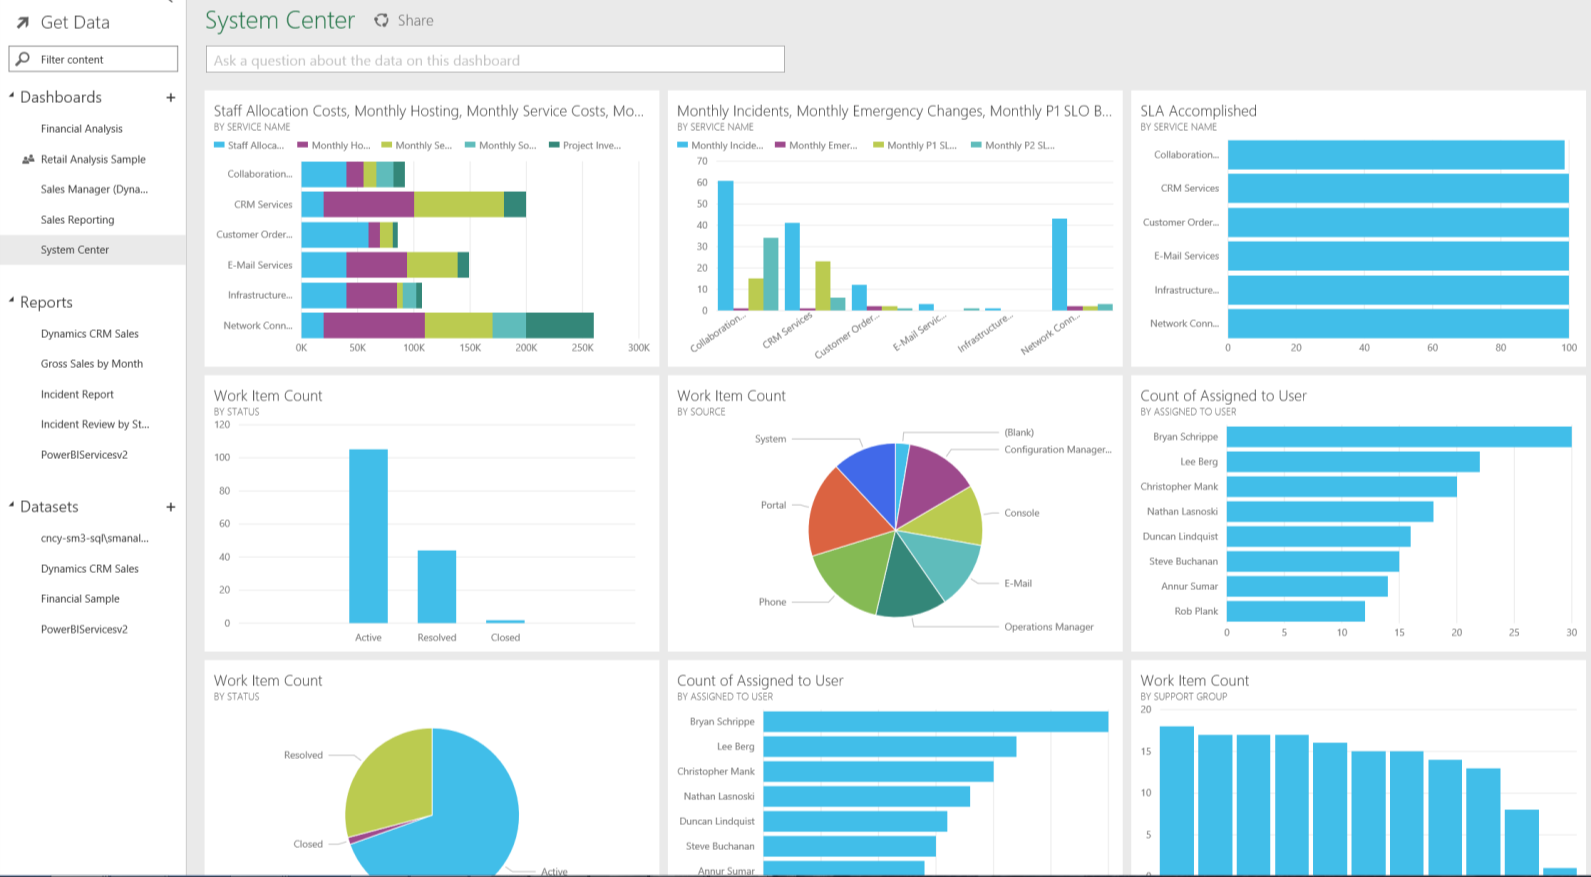 Get Data
Filter content
Dashboards +
Financial Analysis
Retail Analysis Sample
Sales Manager (Dyna...
Sales Reporting
System Center
Reports
Dynamics CRM Sales
Gross Sales by Month
Incident Report
Incident Review by St...
PowerBIServicesv2
Datasets +
cncy-sm3-sql\smanal...
Dynamics CRM Sales
Financial Sample
PowerBIServicesv2
System Center Share
Ask a question about the data on this dashboard
Staff Allocation Costs, Monthly Hosting, Monthly Service Costs, Mo...
BY SERVICE NAME
Staff Alloca... Monthly Ho... Monthly Se... Monthly So... Project Inve...
Collaboration...
CRM Services
Customer Order...
E-Mail Services
Infrastructure...
Network Conn...
0K 50K 100K 150K 200K 250K 300K
Monthly Incidents, Monthly Emergency Changes, Monthly P1 SLO B...
BY SERVICE NAME
Monthly Incide... Monthly Emer... Monthly P1 SL... Monthly P2 SL...
70
60
50
40
30
20
10
0
Collaboration... CRM Services Customer Order... E-Mail Servic... Infrastructure... Network Conn...
SLA Accomplished
BY SERVICE NAME
Collaboration...
CRM Services
Customer Order...
E-Mail Services
Infrastructure...
Network Conn...
0 20 40 60 80 100
Work Item Count
BY STATUS
120
100
80
60
40
20
0
Active Resolved Closed
Work Item Count
BY SOURCE
(Blank)
System
Configuration Manager...
Portal
Console
E-Mail
Phone
Operations Manager
Count of Assigned to User
BY ASSIGNED TO USER
Bryan Schrippe
Lee Berg
Christopher Mank
Nathan Lasnoski
Duncan Lindquist
Steve Buchanan
Annur Sumar
Rob Plank
0 5 10 15 20 25 30
Work Item Count
BY STATUS
Resolved
Closed
Active
Count of Assigned to User
BY ASSIGNED TO USER
Bryan Schrippe
Lee Berg
Christopher Mank
Nathan Lasnoski
Duncan Lindquist
Steve Buchanan
Annur Sumar
Work Item Count
BY SUPPORT GROUP
20
15
10
5
0